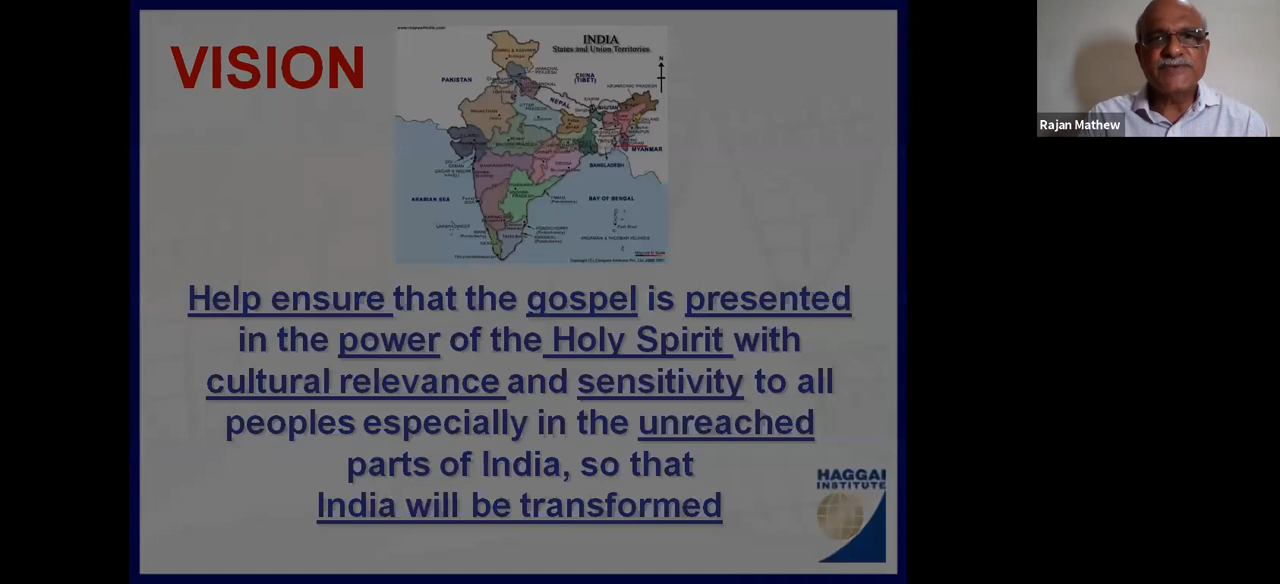 VISION
INDIA
States and Union Territories
N
PAKISTAN
CHINA
(TIBET)
NEPAL
BHUTAN
MYANMAR
BANGLADESH
ARABIAN SEA
BAY OF BENGAL
Help ensure that the gospel is presented
in the power of the Holy Spirit with
cultural relevance and sensitivity to all
peoples especially in the unreached
parts of India, so that
India will be transformed
HAGGAI
INSTITUTE
Rajan Mathew